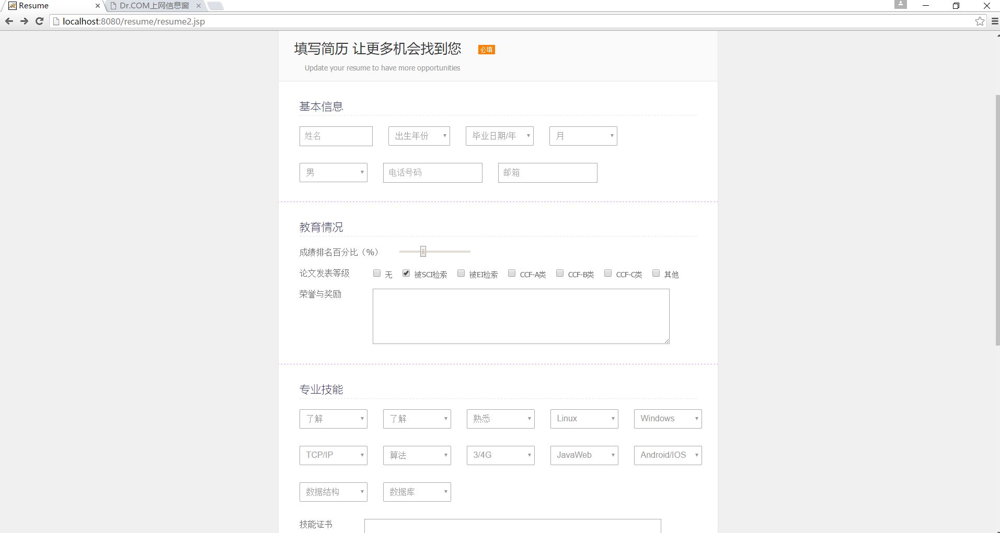 Resume Dr.COM上网信息窗
localhost:8080/resume/resume2.jsp
填写简历 让更多机会找到您 必填
Update your resume to have more opportunities
基本信息
姓名 出生年份 毕业日期/年 月
男 电话号码 邮箱
教育情况
成绩排名百分比（%）
论文发表等级 无 被SCI检索 被EI检索 CCF-A类 CCF-B类 CCF-C类 其他
荣誉与奖励
专业技能
了解 了解 熟悉 Linux Windows
TCP/IP 算法 3/4G JavaWeb Android/IOS
数据结构 数据库
技能证书